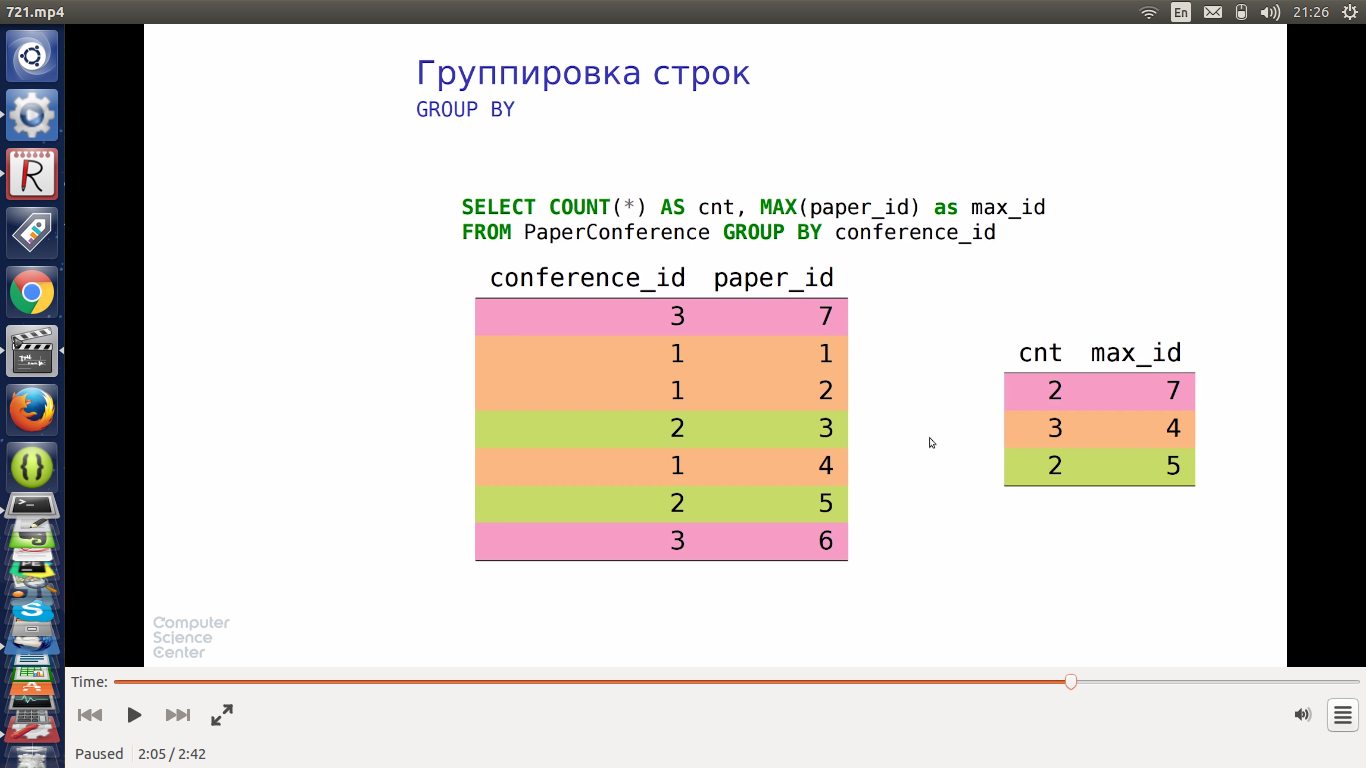 721.mp4
En
21:26
Группировка строк
GROUP BY
SELECT COUNT(*) AS cnt, MAX(paper_id) as max_id
FROM PaperConference GROUP BY conference_id
conference_id paper_id
3 7
1 1
1 2
2 3
1 4
2 5
3 6
cnt max_id
2 7
3 4
2 5
Computer
Science
Center
Time:
Paused 2:05 / 2:42